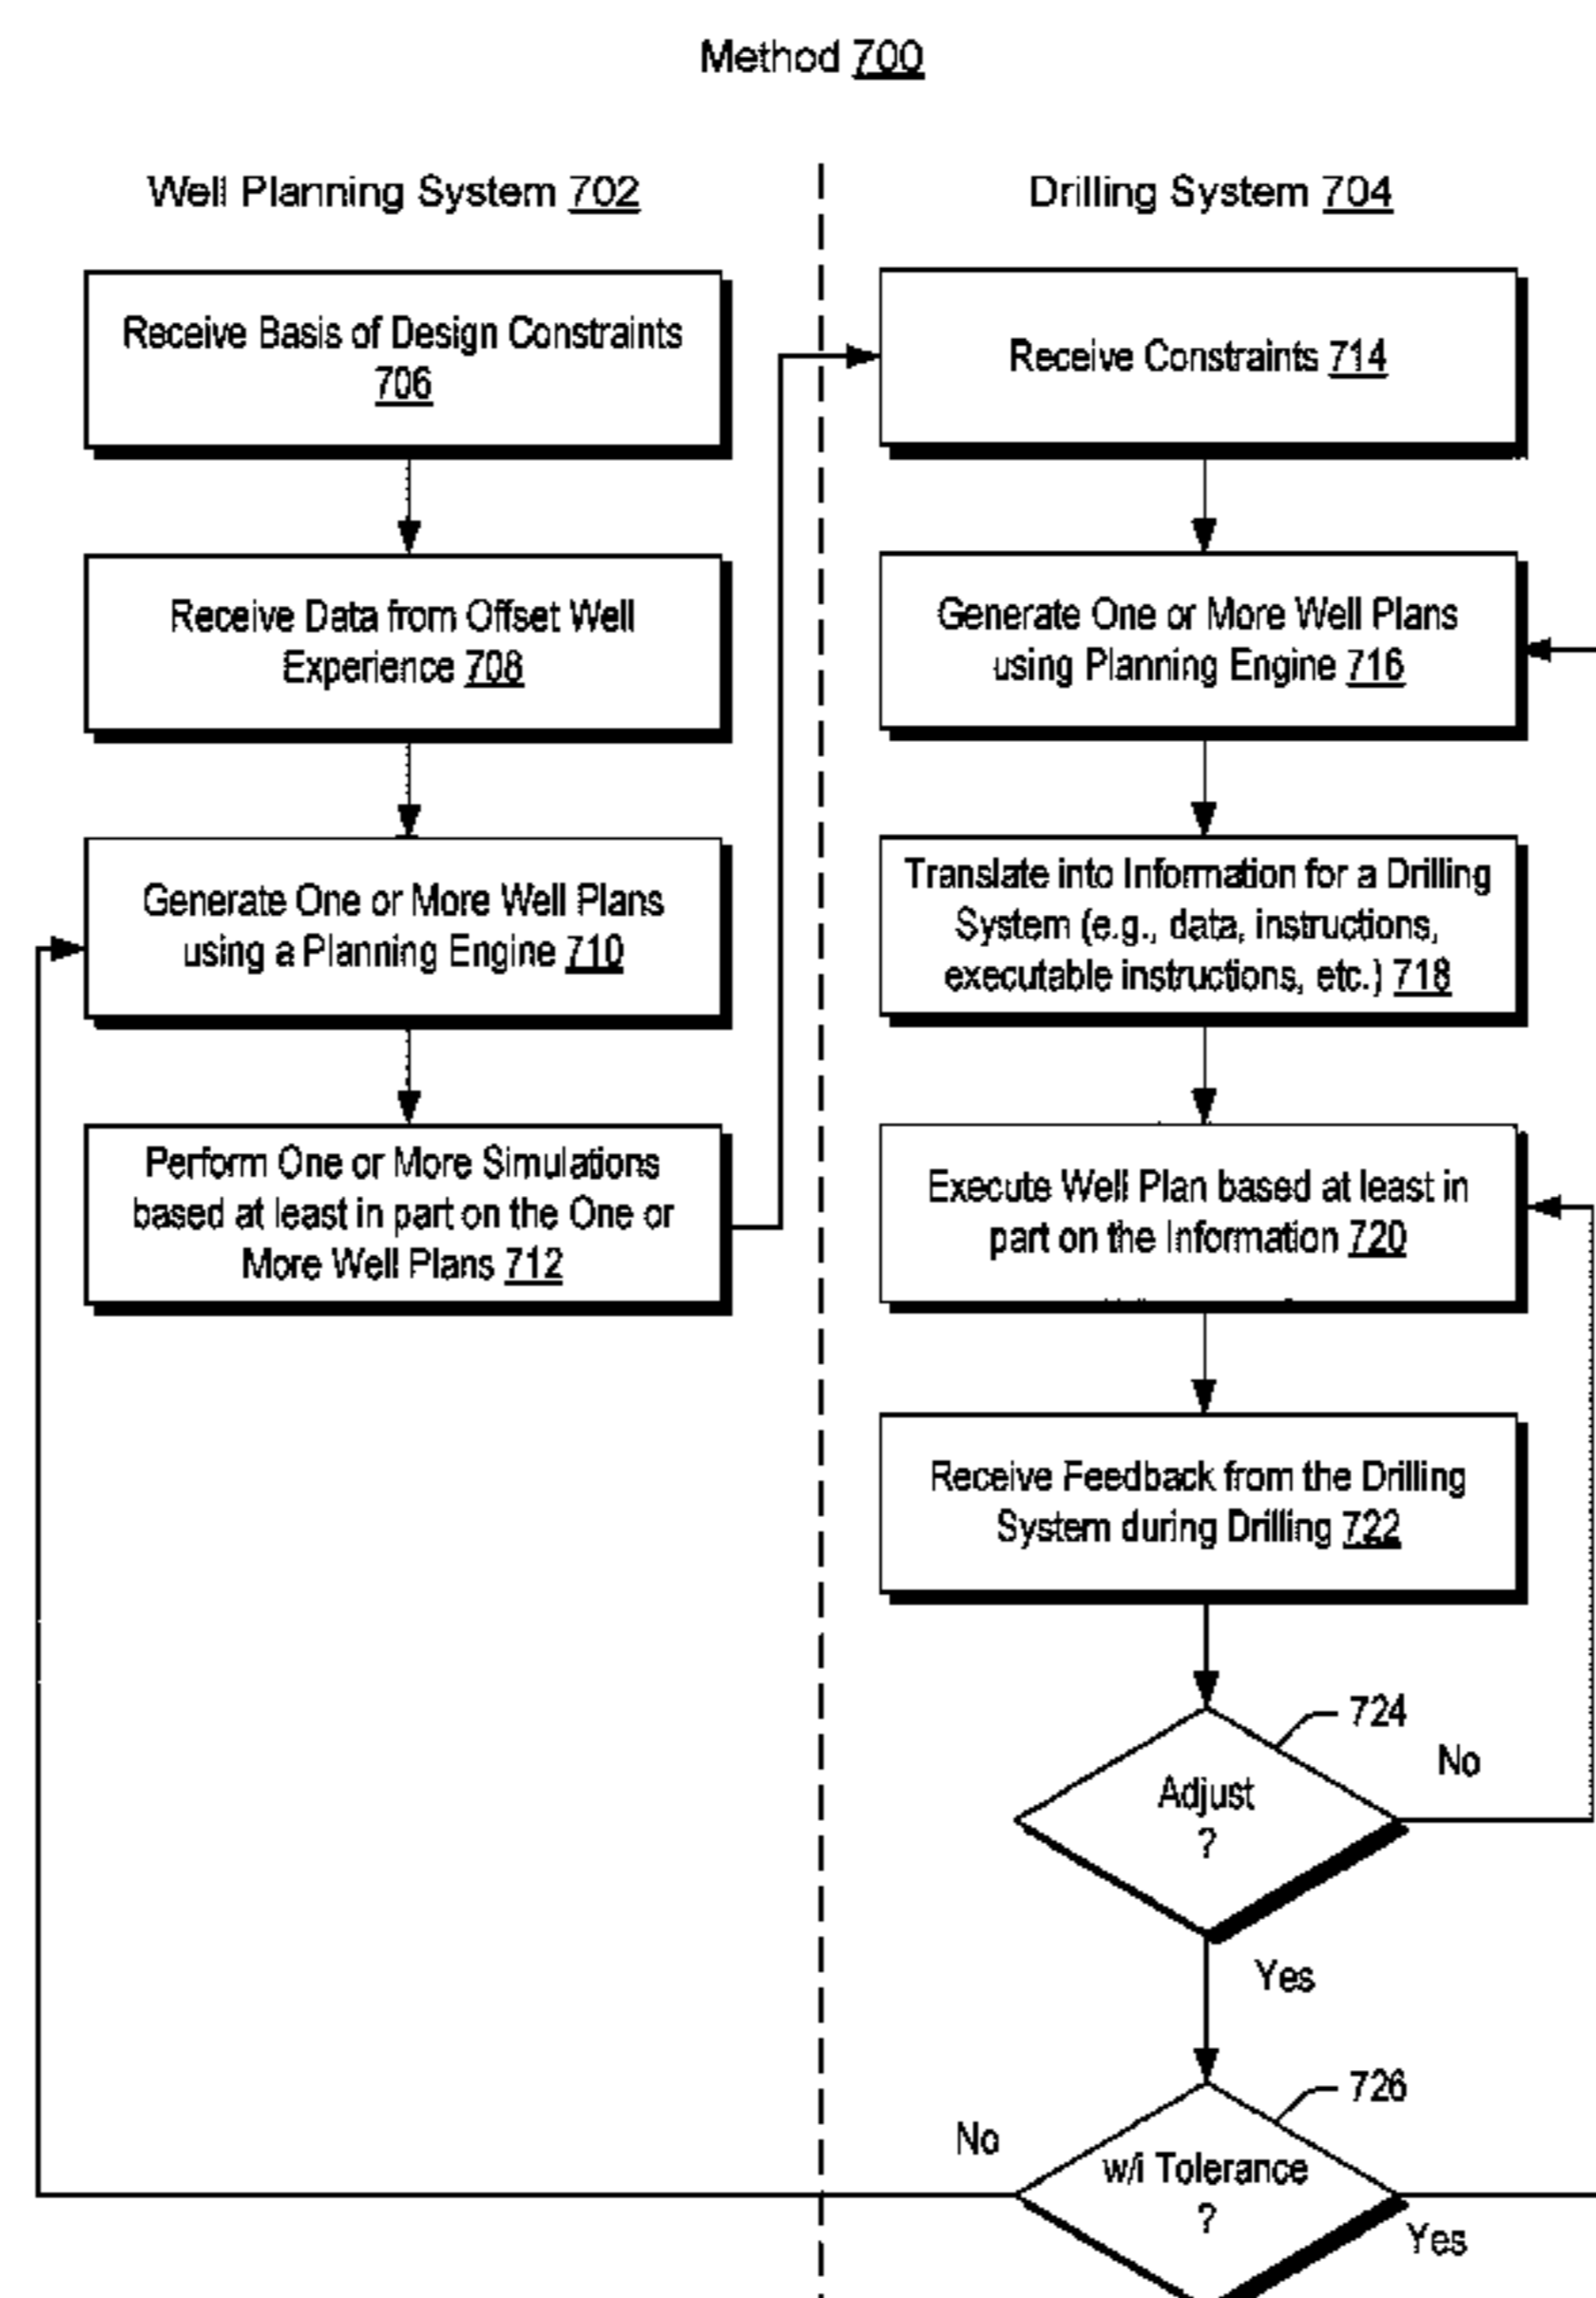 Method 700
Well Planning System 702
Receive Basis of Design Constraints
706
Receive Data from Offset Well
Experience 708
Generate One or More Well Plans
using a Planning Engine 710
Perform One or More Simulations
based at least in part on the One or
More Well Plans 712
Drilling System 704
Receive Constraints 714
Generate One or More Well Plans
using Planning Engine 716
Translate into Information for a Drilling
System (e.g., data, instructions,
executable instructions, etc.) 718
Execute Well Plan based at least in
part on the Information 720
Receive Feedback from the Drilling
System during Drilling 722
724
No
Adjust
?
Yes
726
No
w/i Tolerance
?
Yes